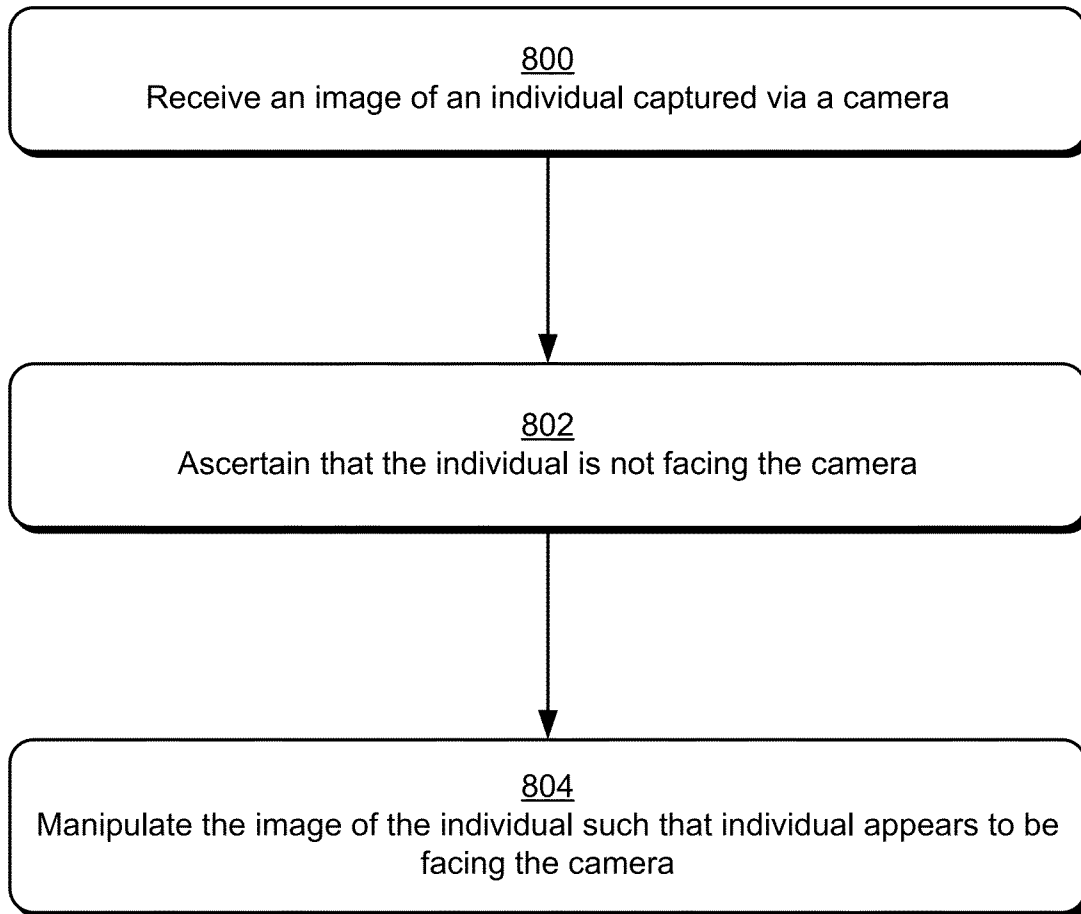 800
Receive an image of an individual captured via a camera
802
Ascertain that the individual is not facing the camera
804
Manipulate the image of the individual such that individual appears to be
facing the camera